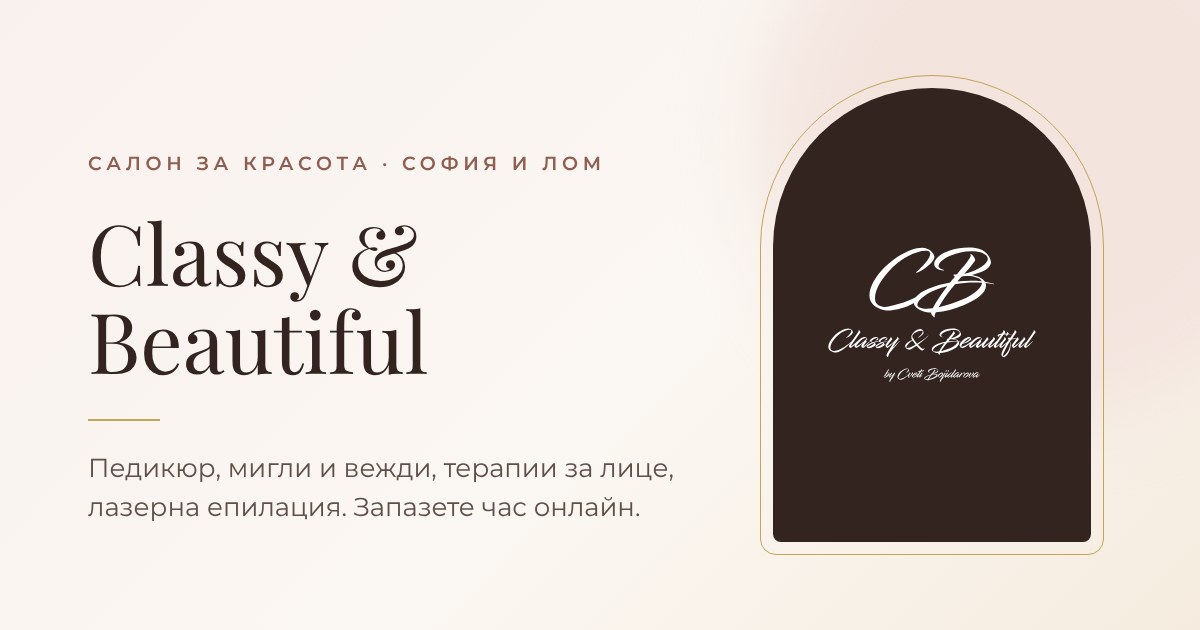 САЛОН ЗА КРАСОТА · СОФИЯ И ЛОМ
Classy &
Beautiful
Педикюр, мигли и вежди, терапии за лице,
лазерна епилация. Запазете час онлайн.
CB
Classy & Beautiful
by Cveti Bojidarova